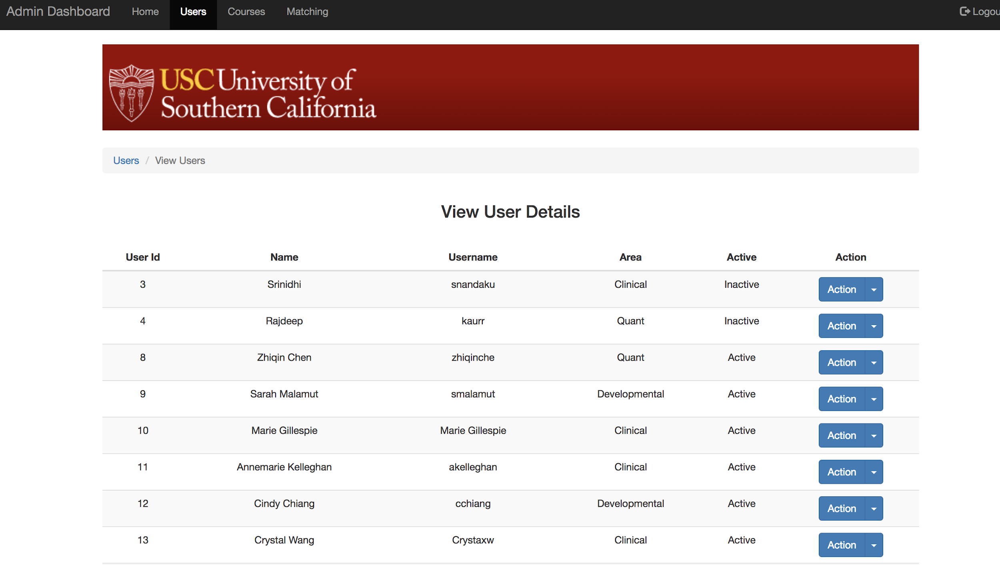 Admin Dashboard Home Users Courses Matching Logou
USC University of
Southern California
Users / View Users
View User Details
User Id Name Username Area Active Action
3 Srinidhi snandaku Clinical Inactive Action
4 Rajdeep kaurr Quant Inactive Action
8 Zhiqin Chen zhiqinche Quant Active Action
9 Sarah Malamut smalamut Developmental Active Action
10 Marie Gillespie Marie Gillespie Clinical Active Action
11 Annemarie Kelleghan akelleghan Clinical Active Action
12 Cindy Chiang cchiang Developmental Active Action
13 Crystal Wang Crystaxw Clinical Active Action